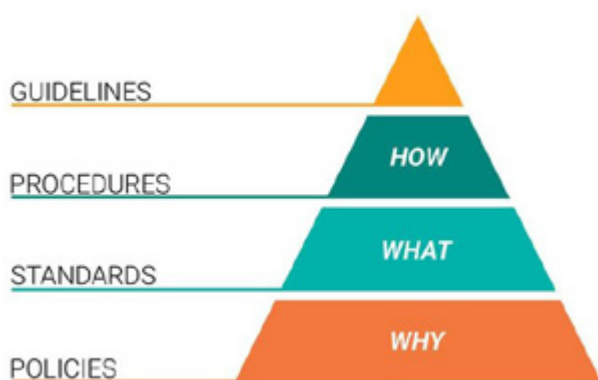 GUIDELINES
HOW
PROCEDURES
WHAT
STANDARDS
WHY
POLICIES